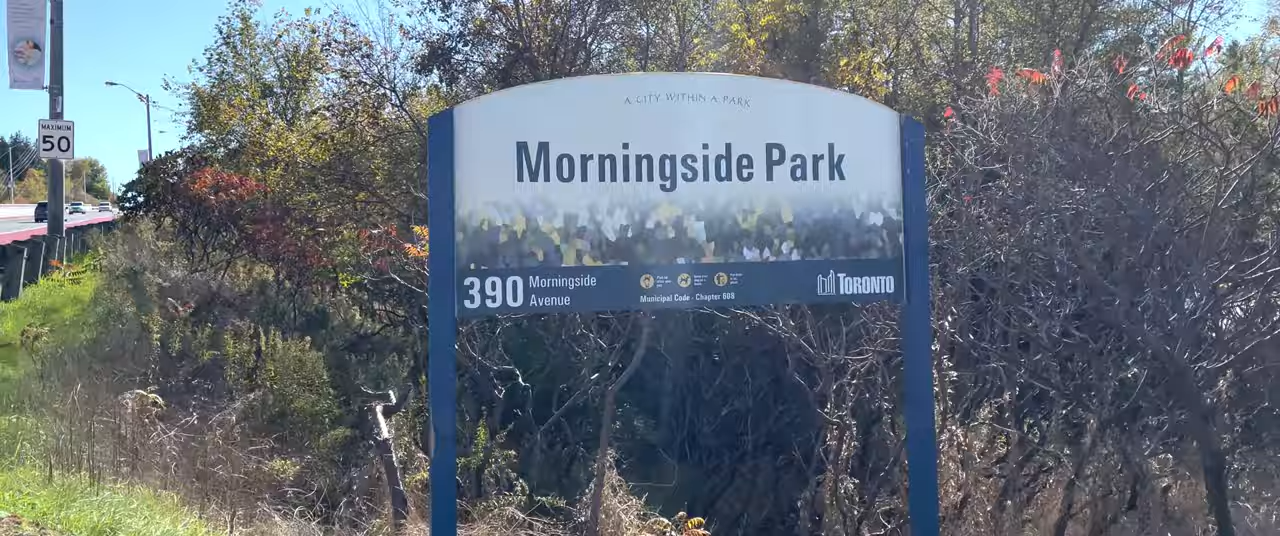 MAXIMUM
50
A CITY WITHIN A PARK
Morningside Park
390 Morningside
Avenue
Municipal Code - Chapter 608
TORONTO